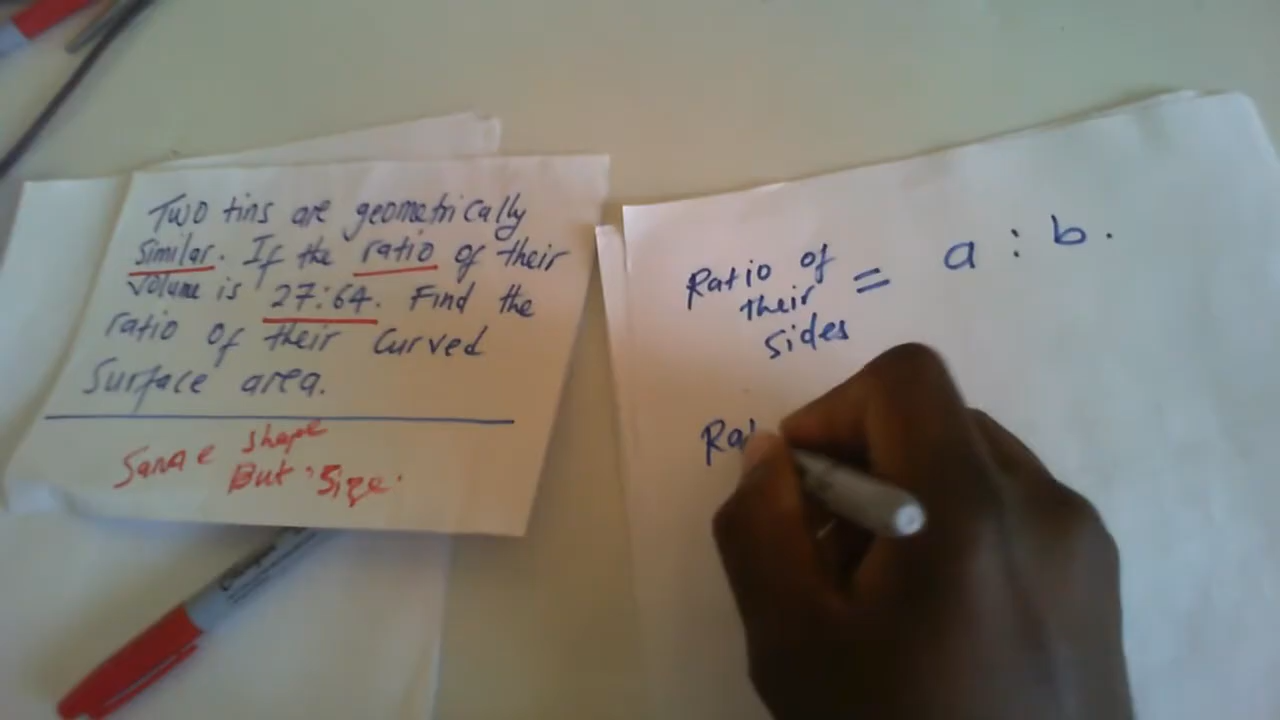 Two tins are geometrically
similar. If the ratio of their
volume is 27:64. Find the
ratio of their curved
surface area.
Same shape
But size.
Ratio of
their
sides
= a : b.
Rat